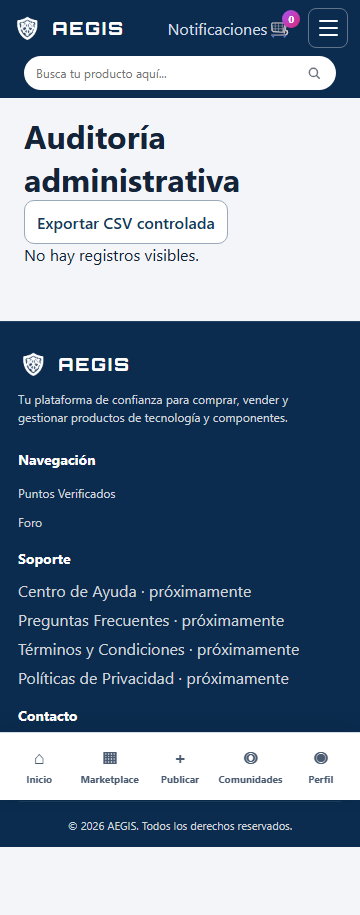 AEGIS
Notificaciones
0
Busca tu producto aquí...
Auditoría
administrativa
Exportar CSV controlada
No hay registros visibles.
AEGIS
Tu plataforma de confianza para comprar, vender y
gestionar productos de tecnología y componentes.
Navegación
Puntos Verificados
Foro
Soporte
Centro de Ayuda · próximamente
Preguntas Frecuentes · próximamente
Términos y Condiciones · próximamente
Políticas de Privacidad · próximamente
Contacto
Inicio
Marketplace
Publicar
Comunidades
Perfil
© 2026 AEGIS. Todos los derechos reservados.